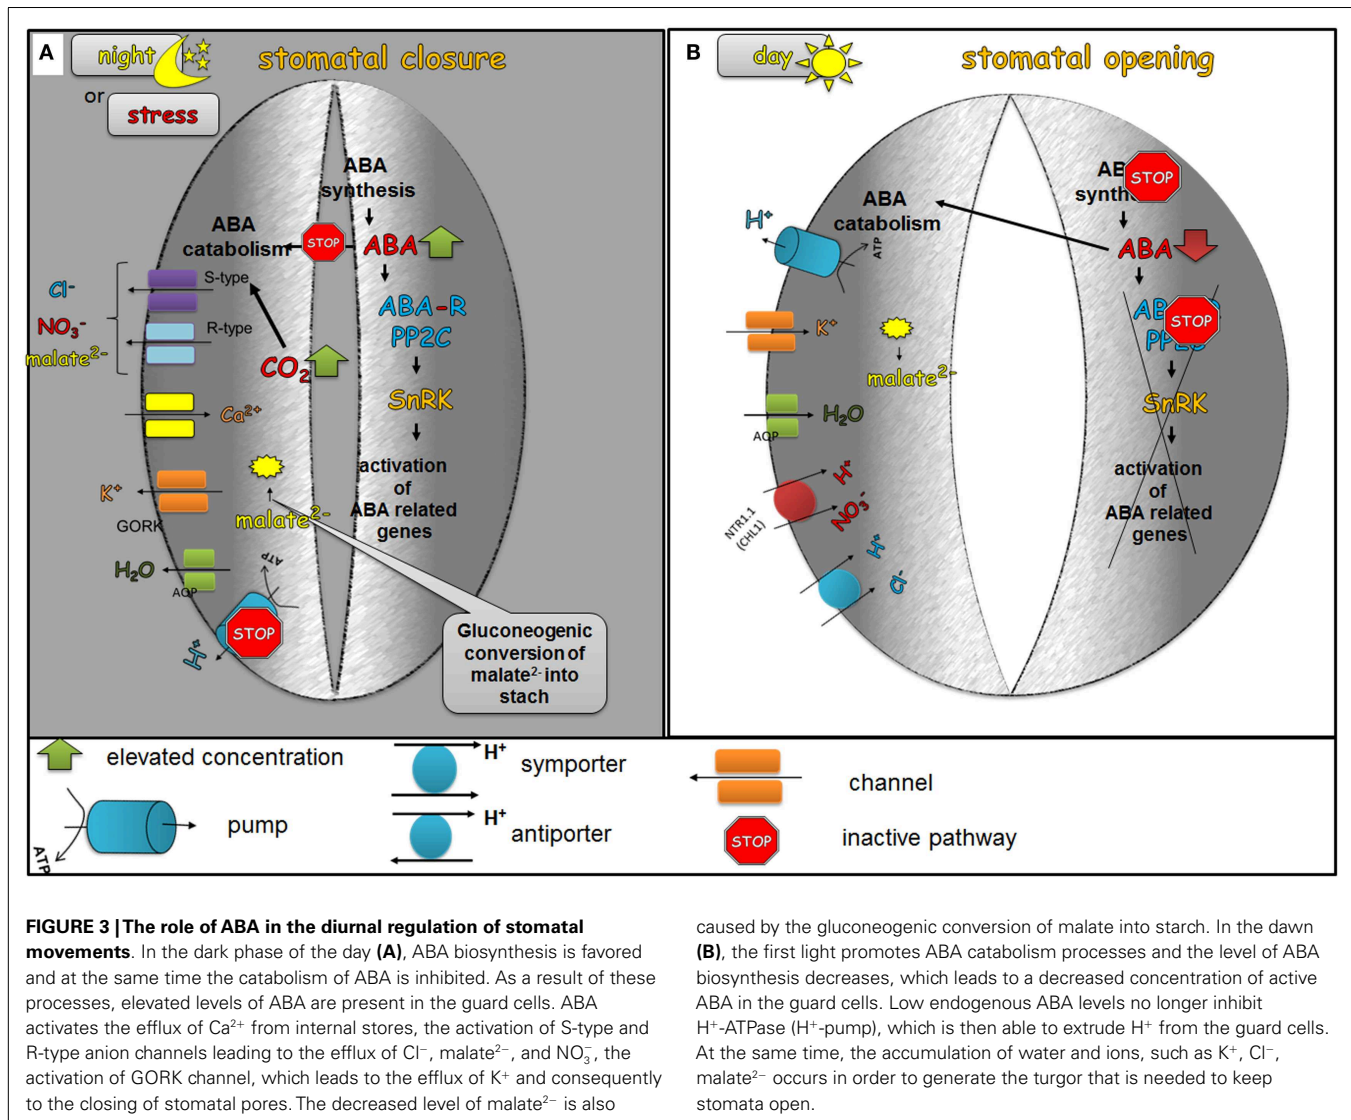 A
night
or
stress
stomatal closure
ABA
synthesis
ABA
catabolism
STOP
ABA
S-type
R-type
Cl⁻
NO₃⁻
malate²⁻
ABA-R
PP2C
CO₂
SnRK
Ca²⁺
activation
of
ABA related
genes
K⁺
GORK
malate²⁻
ATP
H₂O
AQP
STOP
H⁺
Gluconeogenic
conversion of
malate²⁻ into
stach
B
day
stomatal opening
STOP
ABA
catabolism
H⁺
ATP
ABA
STOP
K⁺
malate²⁻
SnRK
H₂O
AQP
activation
of
ABA related
genes
H⁺
NO₃⁻
NTR1.1
(CHL1)
H⁺
Cl⁻
elevated concentration
H⁺
symporter
channel
pump
ATP
H⁺
antiporter
STOP
inactive pathway
FIGURE 3 | The role of ABA in the diurnal regulation of stomatal
movements. In the dark phase of the day (A), ABA biosynthesis is favored
and at the same time the catabolism of ABA is inhibited. As a result of these
processes, elevated levels of ABA are present in the guard cells. ABA
activates the efflux of Ca²⁺ from internal stores, the activation of S-type and
R-type anion channels leading to the efflux of Cl⁻, malate²⁻, and NO₃⁻, the
activation of GORK channel, which leads to the efflux of K⁺ and consequently
to the closing of stomatal pores. The decreased level of malate²⁻ is also
caused by the gluconeogenic conversion of malate into starch. In the dawn
(B), the first light promotes ABA catabolism processes and the level of ABA
biosynthesis decreases, which leads to a decreased concentration of active
ABA in the guard cells. Low endogenous ABA levels no longer inhibit
H⁺-ATPase (H⁺-pump), which is then able to extrude H⁺ from the guard cells.
At the same time, the accumulation of water and ions, such as K⁺, Cl⁻,
malate²⁻ occurs in order to generate the turgor that is needed to keep
stomata open.